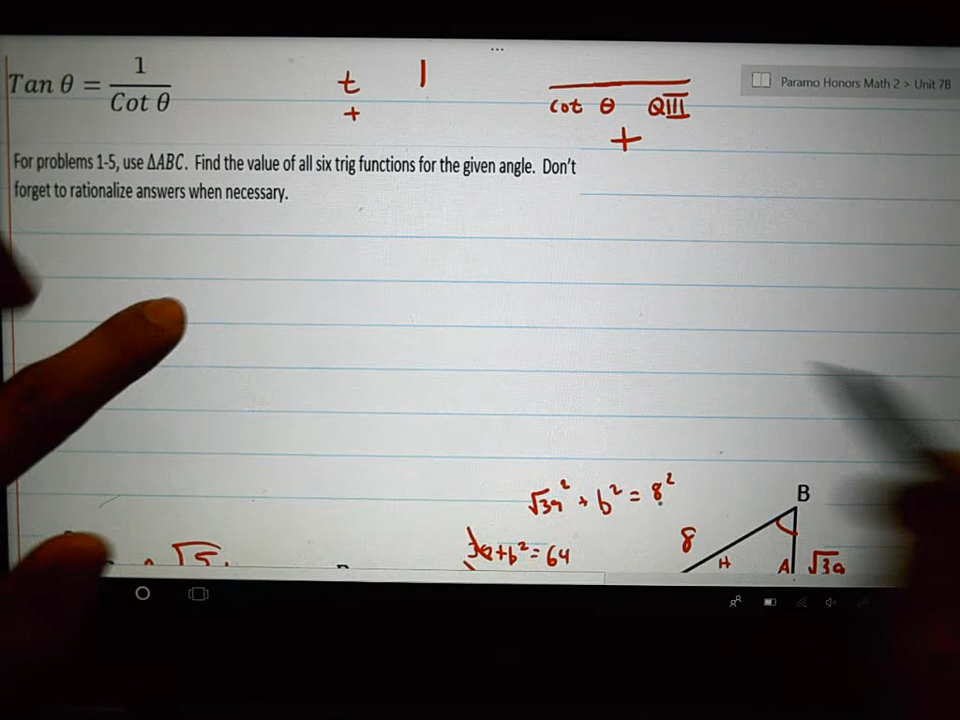 Paramo Honors Math 2 > Unit 7B
Tan θ = 1 / Cot θ
t 1
+
Cot θ QIII
+
For problems 1-5, use ΔABC. Find the value of all six trig functions for the given angle. Don't
forget to rationalize answers when necessary.
√39² + b² = 8²
39+b² = 64
B
8
H
A √39
√5